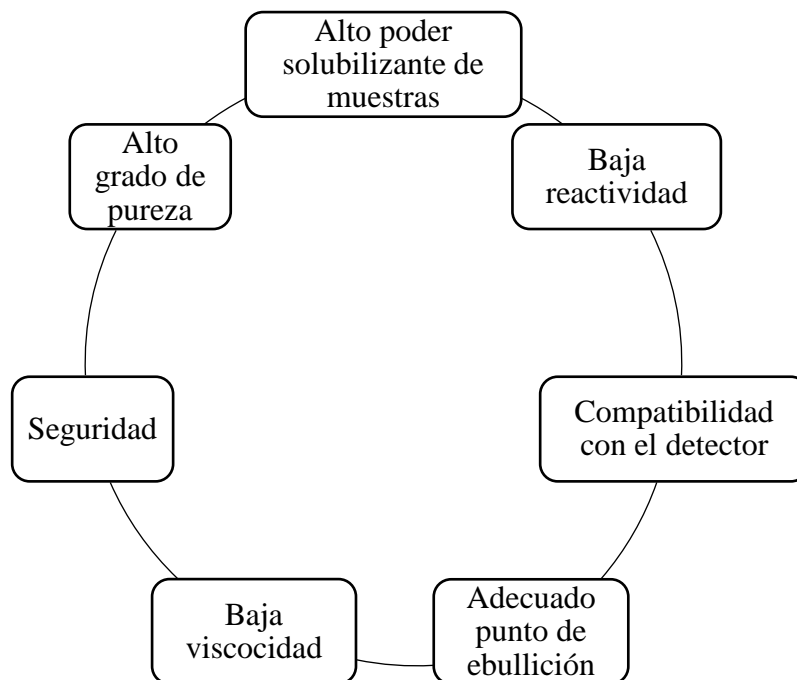 Alto poder
solubilizante de
muestras
Baja
reactividad
Compatibilidad
con el detector
Adecuado
punto de
ebullición
Baja
viscocidad
Seguridad
Alto
grado de
pureza